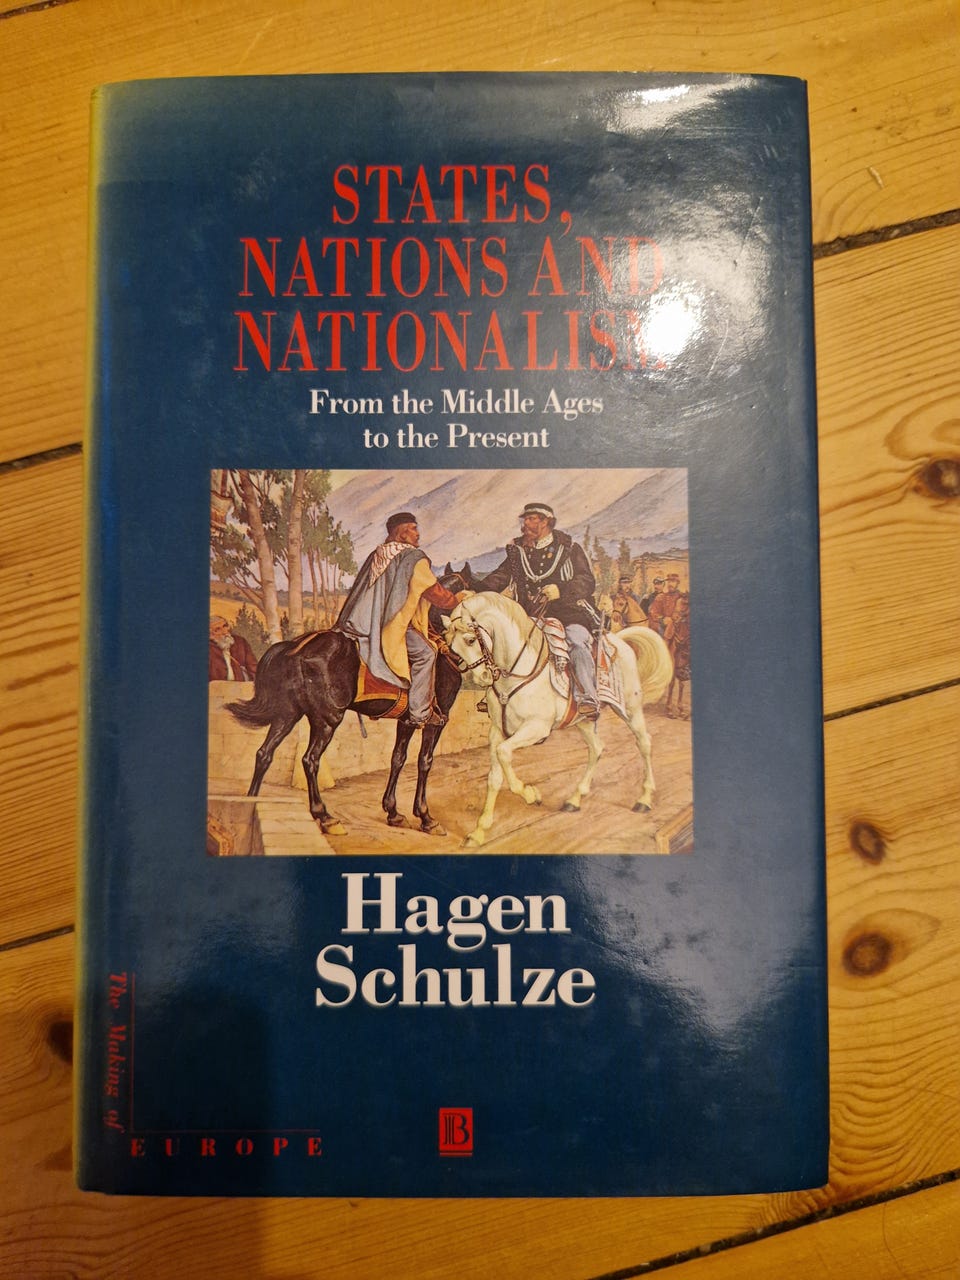 STATES,
NATIONS AND
NATIONALISM
From the Middle Ages
to the Present
Hagen
Schulze
The Making of
EUROPE
B